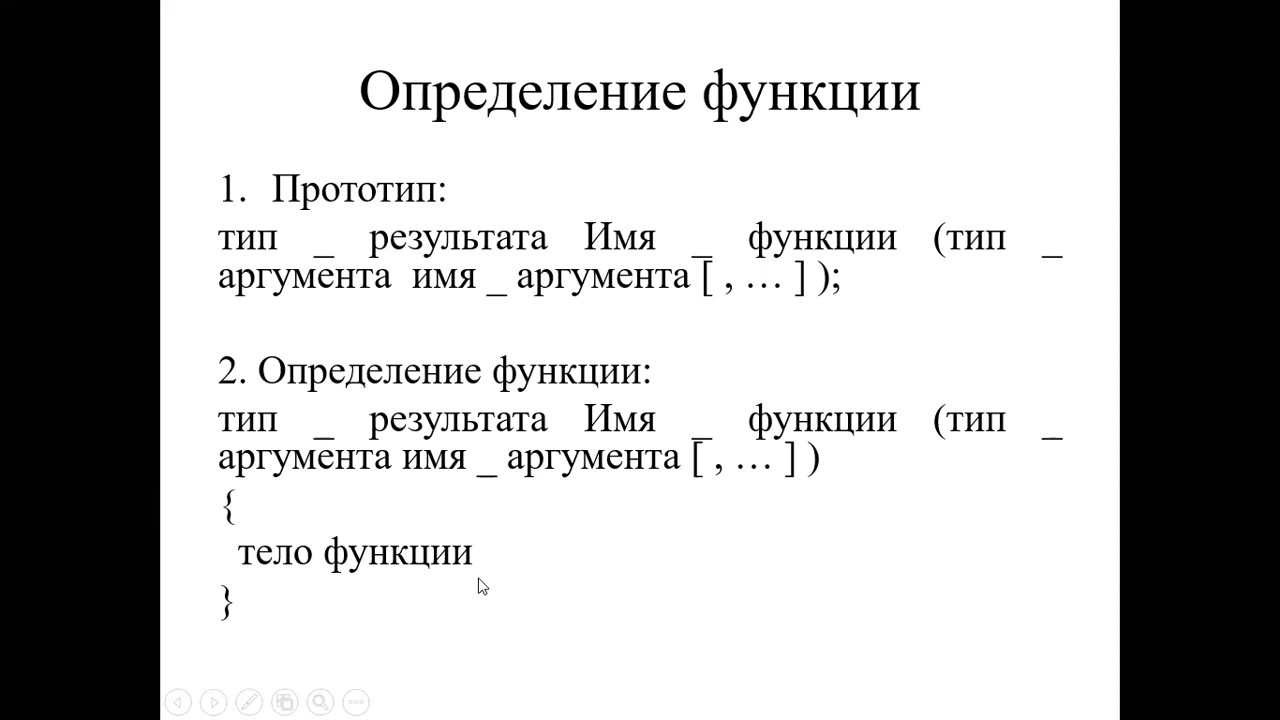 Определение функции
1. Прототип:
тип _ результата Имя _ функции (тип _
аргумента имя _ аргумента [ , … ] );
2. Определение функции:
тип _ результата Имя _ функции (тип _
аргумента имя _ аргумента [ , … ] )
{
тело функции
}